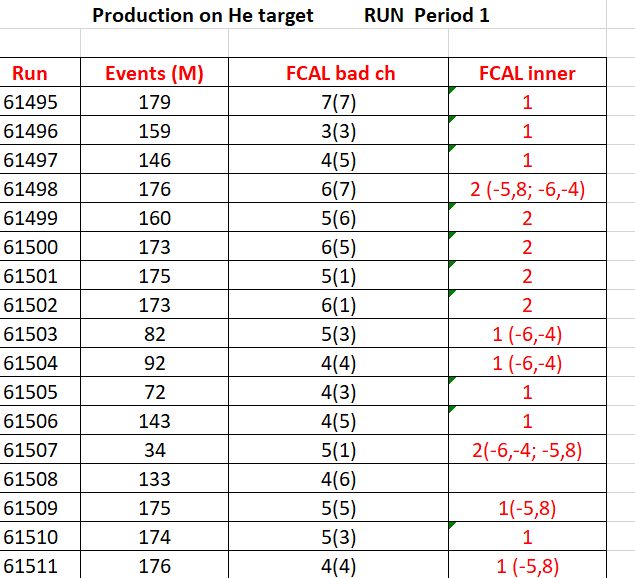 Production on He target RUN Period 1
Run Events (M) FCAL bad ch FCAL inner
61495 179 7(7) 1
61496 159 3(3) 1
61497 146 4(5) 1
61498 176 6(7) 2 (-5,8; -6,-4)
61499 160 5(6) 2
61500 173 6(5) 2
61501 175 5(1) 2
61502 173 6(1) 2
61503 82 5(3) 1 (-6,-4)
61504 92 4(4) 1 (-6,-4)
61505 72 4(3) 1
61506 143 4(5) 1
61507 34 5(1) 2(-6,-4; -5,8)
61508 133 4(6)
61509 175 5(5) 1(-5,8)
61510 174 5(3) 1
61511 176 4(4) 1 (-5,8)